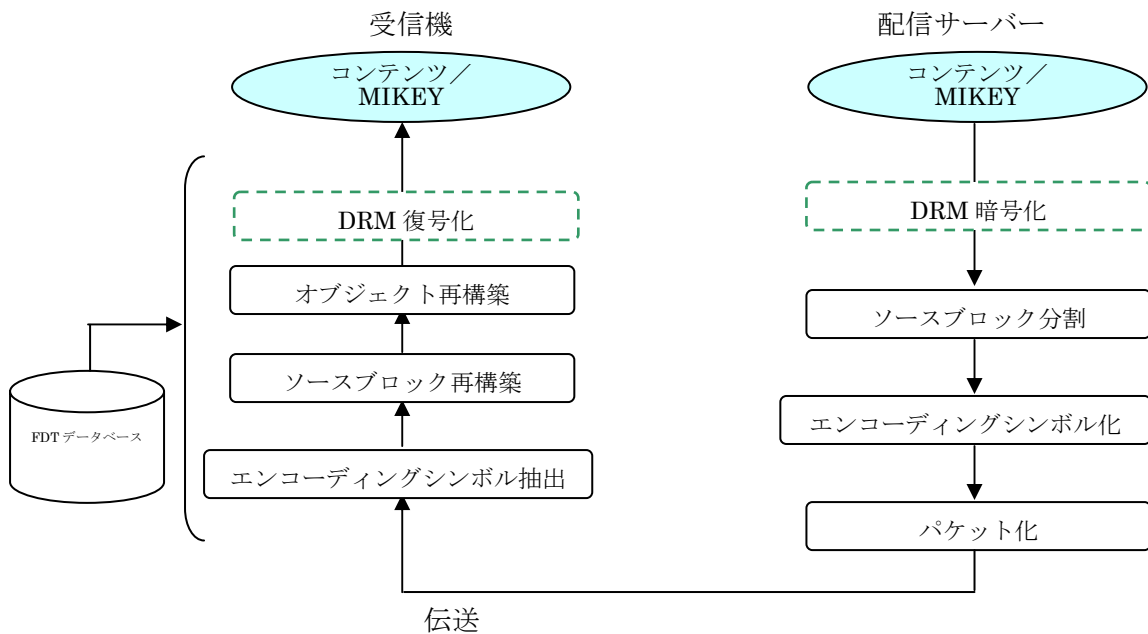 受信機
配信サーバー
コンテンツ／
MIKEY
コンテンツ／
MIKEY
DRM 復号化
DRM 暗号化
オブジェクト再構築
ソースブロック分割
ソースブロック再構築
エンコーディングシンボル化
FDT データベース
エンコーディングシンボル抽出
パケット化
伝送